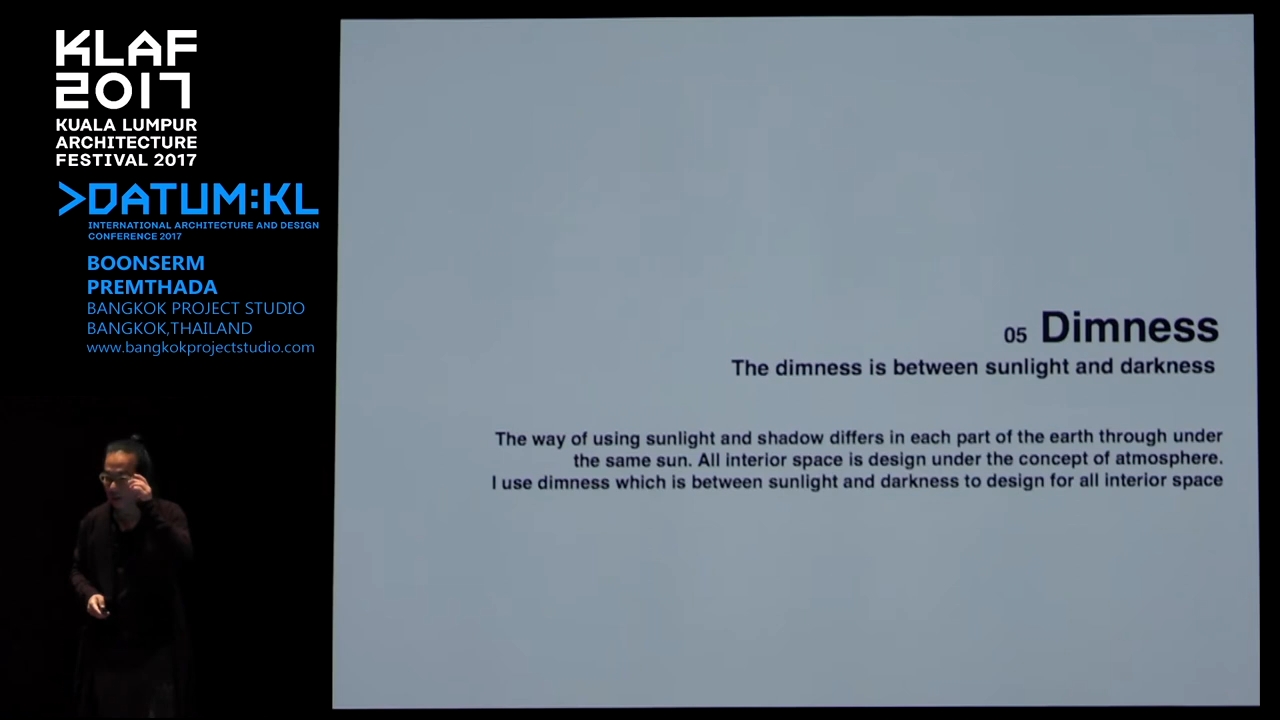 KLAF
2017
KUALA LUMPUR
ARCHITECTURE
FESTIVAL 2017
>DATUM:KL
INTERNATIONAL ARCHITECTURE AND DESIGN
CONFERENCE 2017
BOONSERM
PREMTHADA
BANGKOK PROJECT STUDIO
BANGKOK,THAILAND
www.bangkokprojectstudio.com
05 Dimness
The dimness is between sunlight and darkness
The way of using sunlight and shadow differs in each part of the earth through under
the same sun. All interior space is design under the concept of atmosphere.
I use dimness which is between sunlight and darkness to design for all interior space